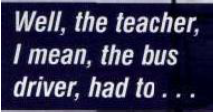 Well, the teacher,
I mean, the bus
driver, had to . . .